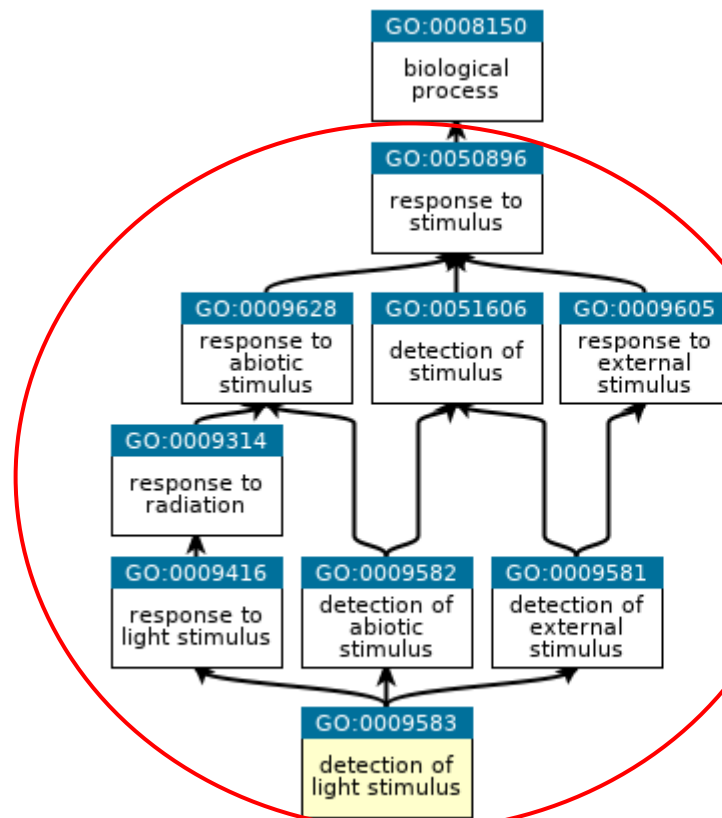 GO:0008150
biological
process
GO:0050896
response to
stimulus
GO:0009628
response to
abiotic
stimulus
GO:0051606
detection of
stimulus
GO:0009605
response to
external
stimulus
GO:0009314
response to
radiation
GO:0009416
response to
light stimulus
GO:0009582
detection of
abiotic
stimulus
GO:0009581
detection of
external
stimulus
GO:0009583
detection of
light stimulus